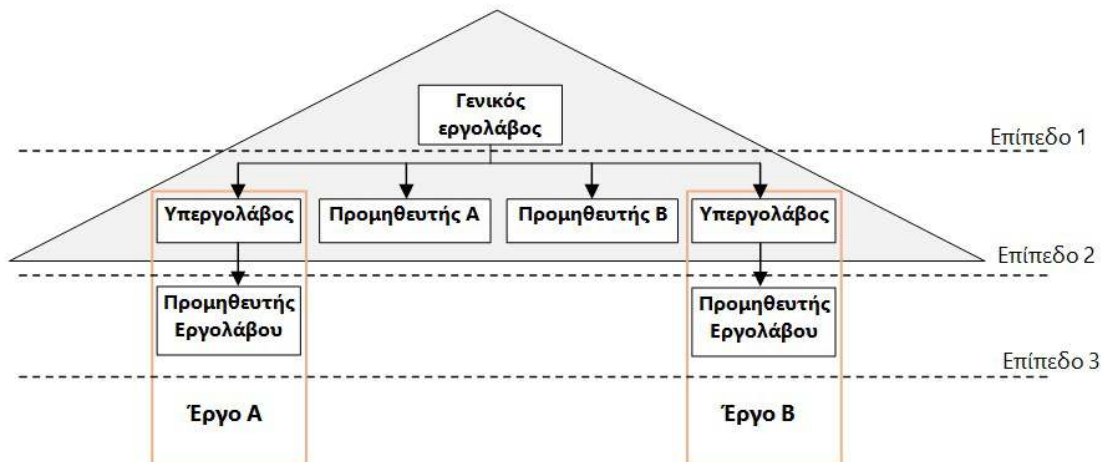 Γενικός
εργολάβος
Επίπεδο 1
Υπεργολάβος
Προμηθευτής Α
Προμηθευτής Β
Υπεργολάβος
Επίπεδο 2
Προμηθευτής
Εργολάβου
Προμηθευτής
Εργολάβου
Επίπεδο 3
Έργο Α
Έργο Β